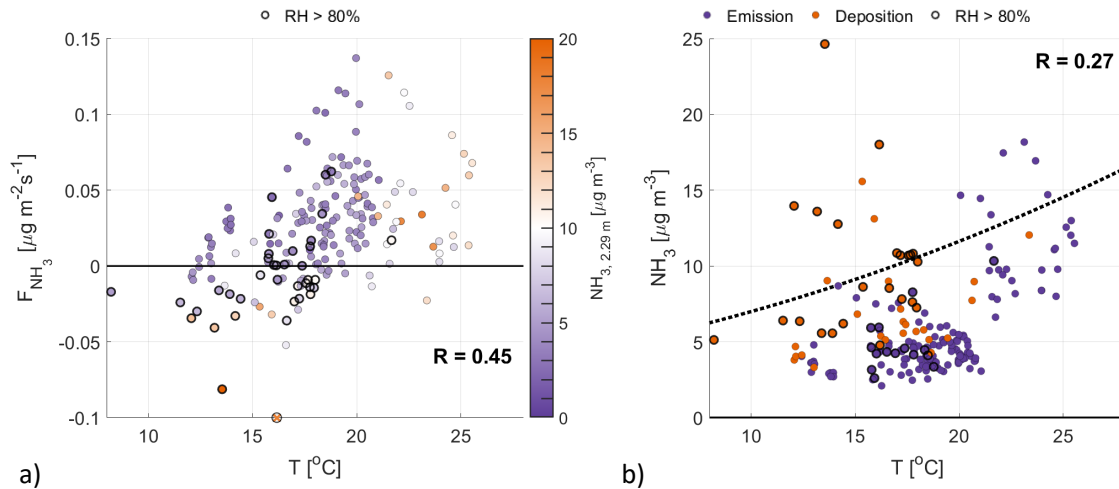 RH > 80%
0.15
0.1
0.05
0
-0.05
-0.1
F_NH3 [µg m⁻²s⁻¹]
R = 0.45
10
15
20
25
T [°C]
a)
20
15
10
5
0
NH3, 2.29 m [µg m⁻³]
Emission Deposition RH > 80%
25
20
15
10
5
0
NH3 [µg m⁻³]
R = 0.27
10
15
20
25
T [°C]
b)